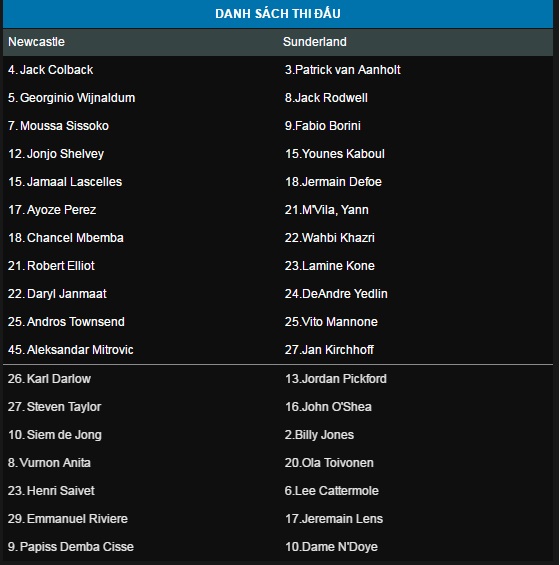 DANH SÁCH THI ĐẤU
Newcastle Sunderland
4. Jack Colback 3.Patrick van Aanholt
5. Georginio Wijnaldum 8.Jack Rodwell
7. Moussa Sissoko 9.Fabio Borini
12. Jonjo Shelvey 15.Younes Kaboul
15. Jamaal Lascelles 18.Jermain Defoe
17. Ayoze Perez 21.M'Vila, Yann
18. Chancel Mbemba 22.Wahbi Khazri
21. Robert Elliot 23.Lamine Kone
22. Daryl Janmaat 24.DeAndre Yedlin
25. Andros Townsend 25.Vito Mannone
45. Aleksandar Mitrovic 27.Jan Kirchhoff
26. Karl Darlow 13.Jordan Pickford
27. Steven Taylor 16.John O'Shea
10. Siem de Jong 2.Billy Jones
8. Vurnon Anita 20.Ola Toivonen
23. Henri Saivet 6.Lee Cattermole
29. Emmanuel Riviere 17.Jeremain Lens
9. Papiss Demba Cisse 10.Dame N'Doye